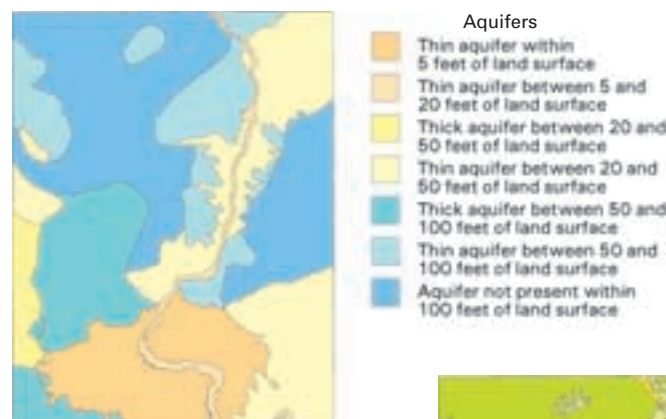 Aquifers
Thin aquifer within
5 feet of land surface
Thin aquifer between 5 and
20 feet of land surface
Thick aquifer between 20 and
50 feet of land surface
Thin aquifer between 20 and
50 feet of land surface
Thick aquifer between 50 and
100 feet of land surface
Thin aquifer between 50 and
100 feet of land surface
Aquifer not present within
100 feet of land surface